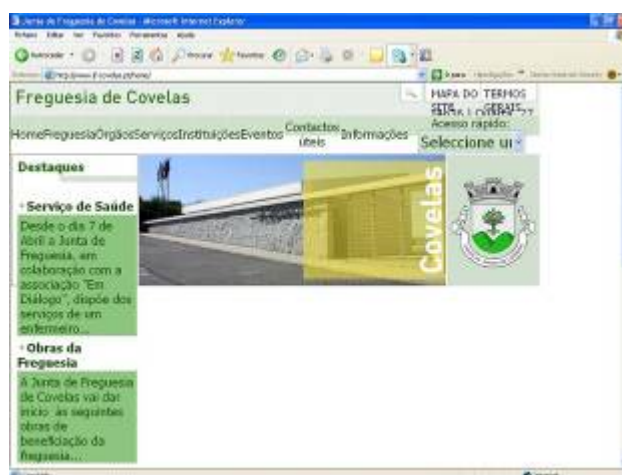 Junta de Freguesia de Covelas - Microsoft Internet Explorer
Freguesia de Covelas
MAPA DO TERMOS
SITE GERAIS
Acesso rápido:
HomeFreguesiaÓrgãosServiçosInstituiçõesEventos Contactos úteis Informações
Seleccione u
Destaques
Covelas
Serviço de Saúde
Desde o dia 7 de
Abril a Junta de
Freguesia, em
colaboração com a
associação "Em
Diálogo", dispõe dos
serviços de um
enfermeiro...
Obras da
Freguesia
A Junta de Freguesia
de Covelas vai dar
início às seguintes
obras de
beneficiação da
freguesia...